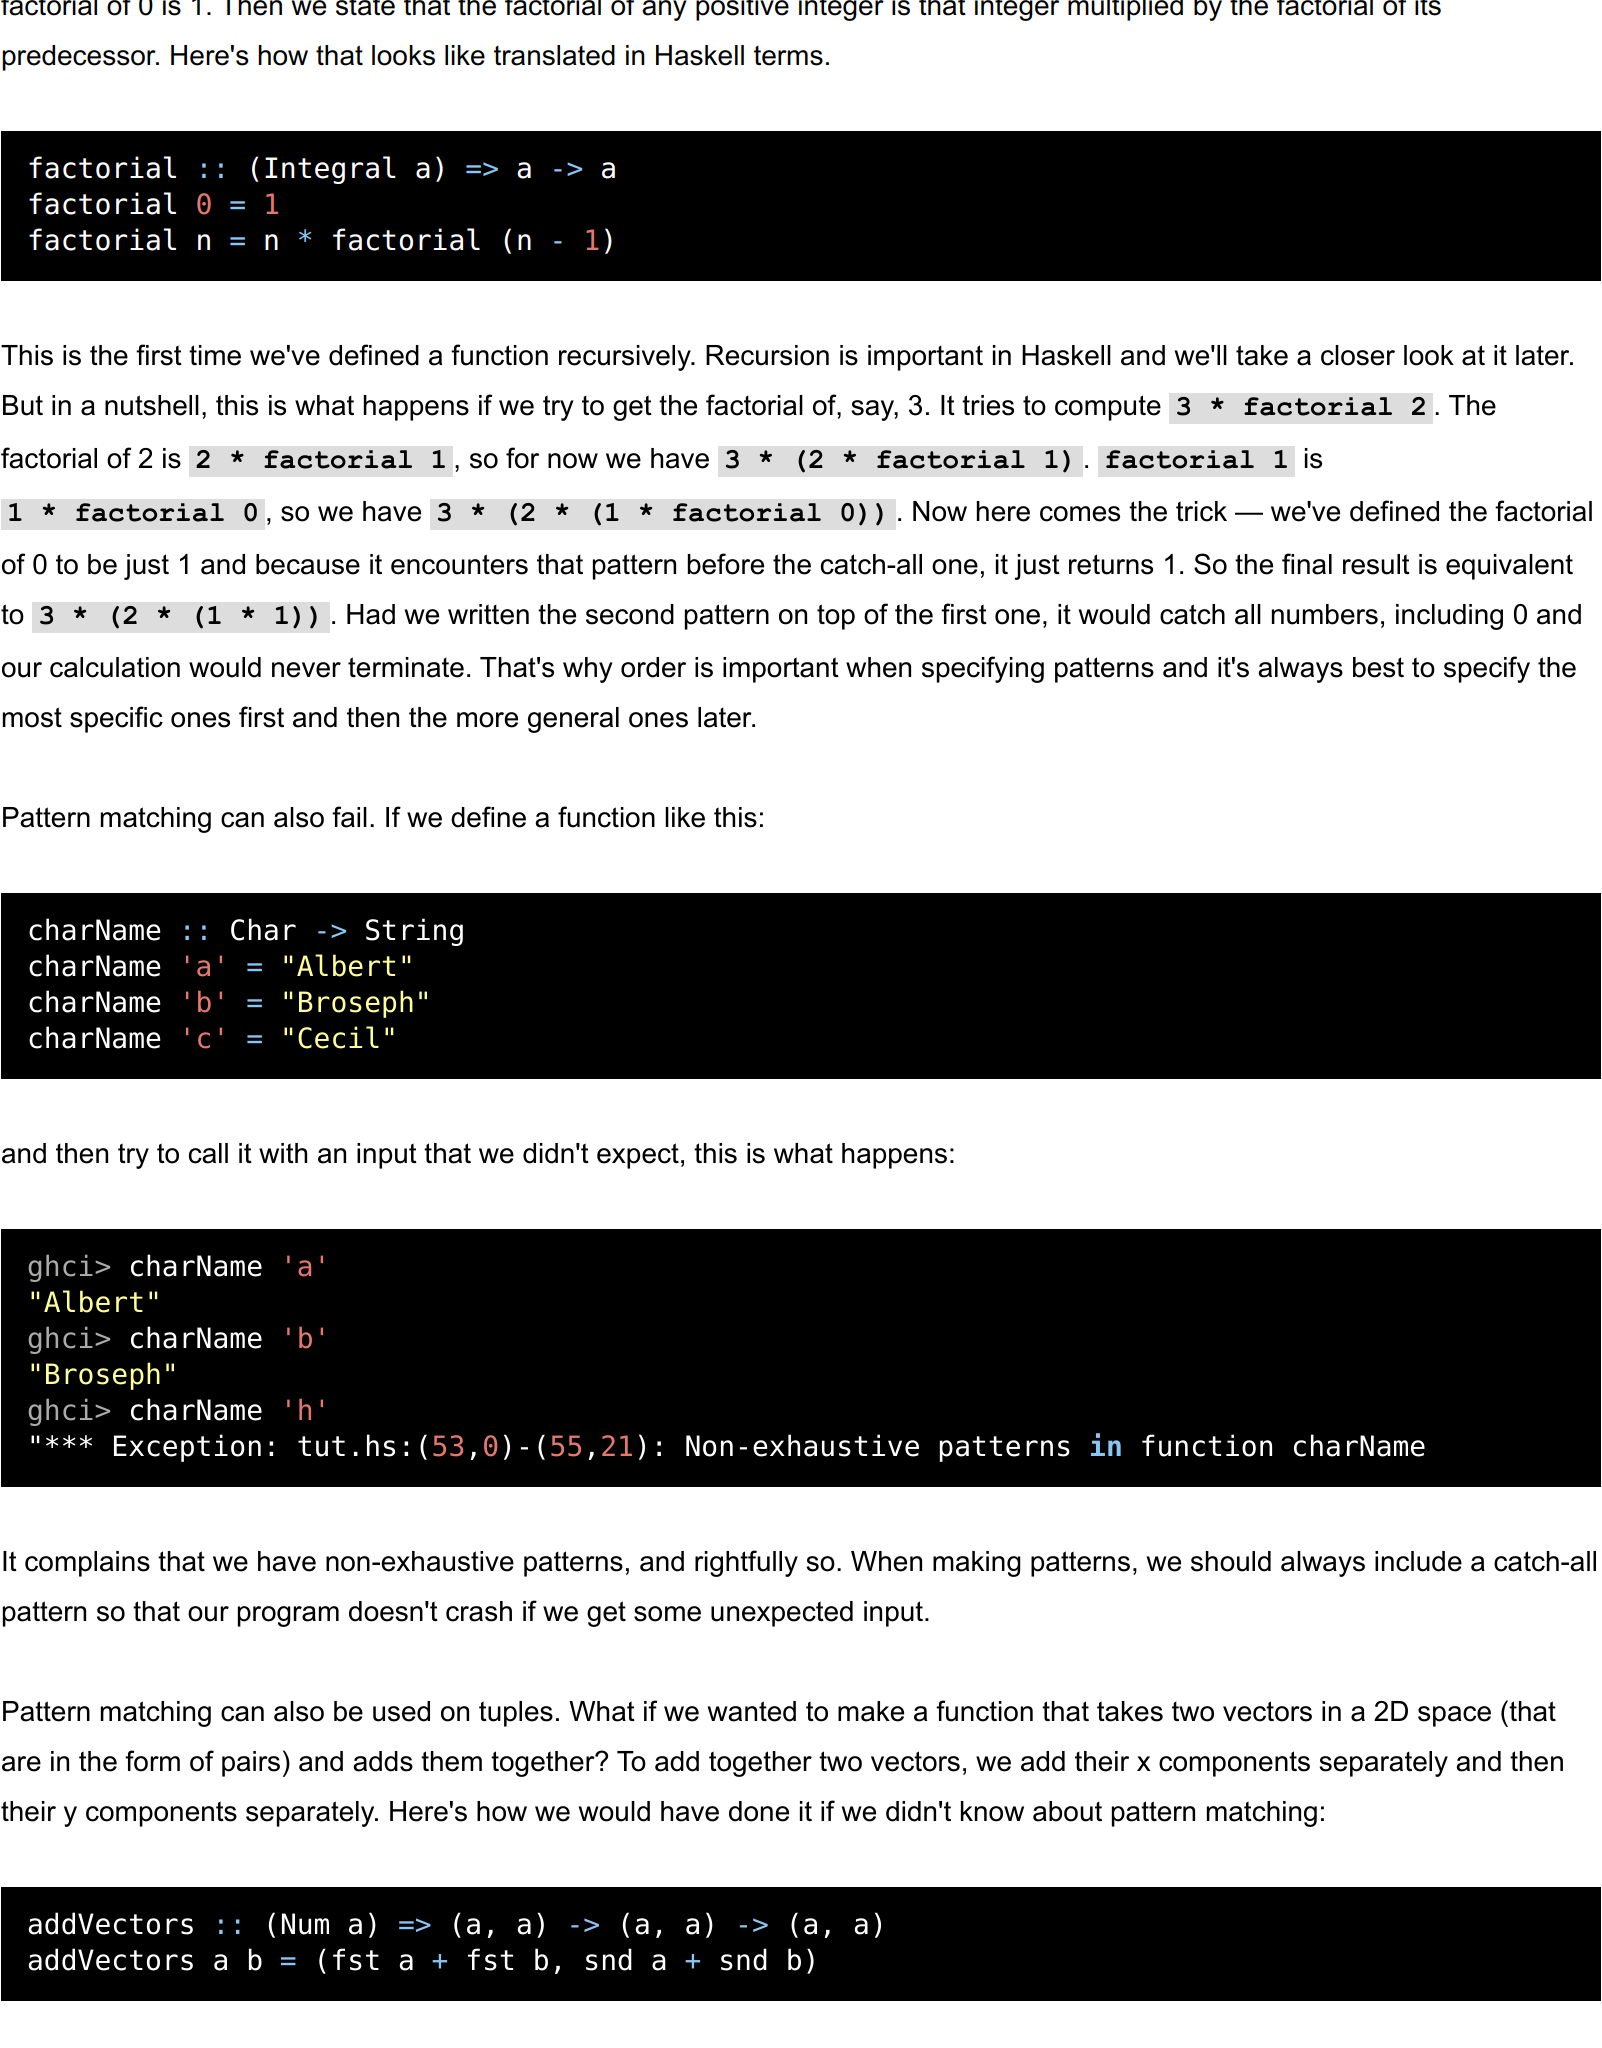 factorial of 0 is 1. Then we state that the factorial of any positive integer is that integer multiplied by the factorial of its
predecessor. Here's how that looks like translated in Haskell terms.
factorial :: (Integral a) => a -> a
factorial 0 = 1
factorial n = n * factorial (n - 1)
This is the first time we've defined a function recursively. Recursion is important in Haskell and we'll take a closer look at it later.
But in a nutshell, this is what happens if we try to get the factorial of, say, 3. It tries to compute 3 * factorial 2. The
factorial of 2 is 2 * factorial 1, so for now we have 3 * (2 * factorial 1). factorial 1 is
1 * factorial 0, so we have 3 * (2 * (1 * factorial 0)). Now here comes the trick — we've defined the factorial
of 0 to be just 1 and because it encounters that pattern before the catch-all one, it just returns 1. So the final result is equivalent
to 3 * (2 * (1 * 1)). Had we written the second pattern on top of the first one, it would catch all numbers, including 0 and
our calculation would never terminate. That's why order is important when specifying patterns and it's always best to specify the
most specific ones first and then the more general ones later.
Pattern matching can also fail. If we define a function like this:
charName :: Char -> String
charName 'a' = "Albert"
charName 'b' = "Broseph"
charName 'c' = "Cecil"
and then try to call it with an input that we didn't expect, this is what happens:
ghci> charName 'a'
"Albert"
ghci> charName 'b'
"Broseph"
ghci> charName 'h'
"*** Exception: tut.hs:(53,0)-(55,21): Non-exhaustive patterns in function charName
It complains that we have non-exhaustive patterns, and rightfully so. When making patterns, we should always include a catch-all
pattern so that our program doesn't crash if we get some unexpected input.
Pattern matching can also be used on tuples. What if we wanted to make a function that takes two vectors in a 2D space (that
are in the form of pairs) and adds them together? To add together two vectors, we add their x components separately and then
their y components separately. Here's how we would have done it if we didn't know about pattern matching:
addVectors :: (Num a) => (a, a) -> (a, a) -> (a, a)
addVectors a b = (fst a + fst b, snd a + snd b)